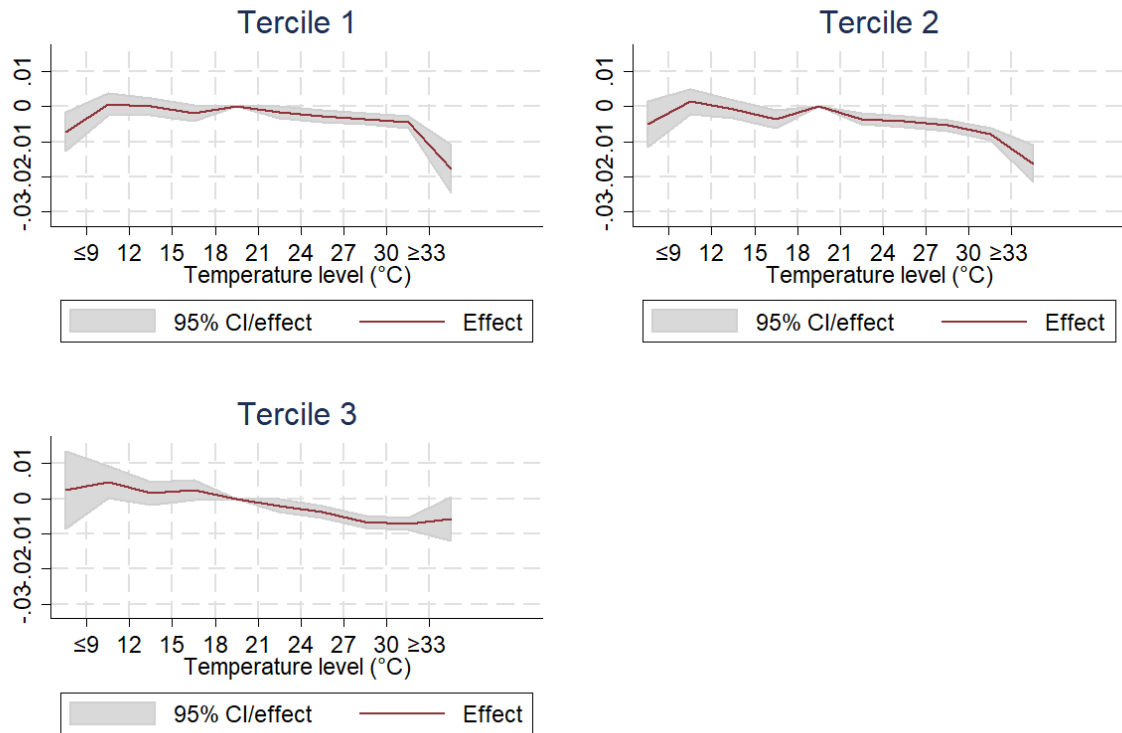 Tercile 1
.01
0
-.03-.02-.01
≤9 12 15 18 21 24 27 30 ≥33
Temperature level (°C)
95% CI/effect Effect
Tercile 2
.01
0
-.03-.02-.01
≤9 12 15 18 21 24 27 30 ≥33
Temperature level (°C)
95% CI/effect Effect
Tercile 3
.01
0
-.03-.02-.01
≤9 12 15 18 21 24 27 30 ≥33
Temperature level (°C)
95% CI/effect Effect